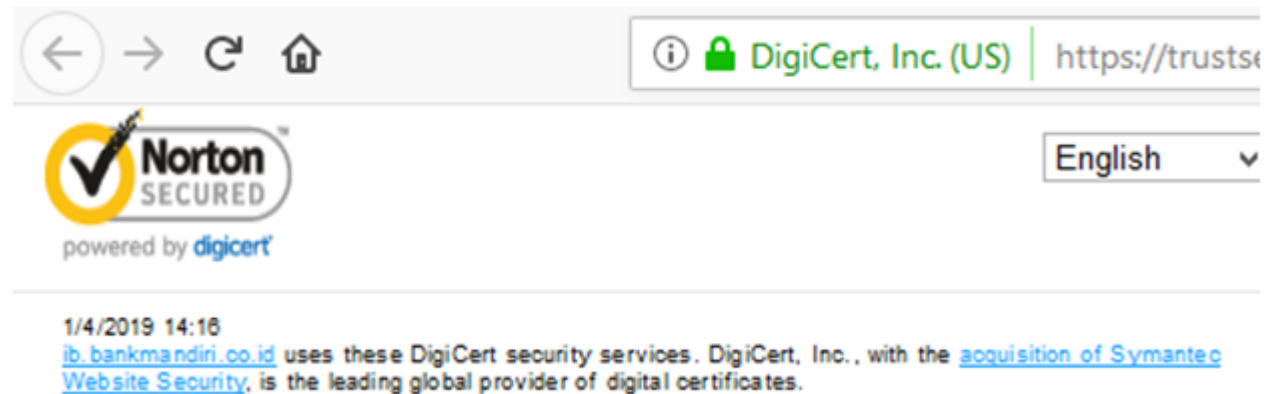 DigiCert, Inc. (US) https://trustse
Norton™
SECURED
English
powered by digicert®
1/4/2019 14:16
ib.bankmandiri.co.id uses these DigiCert security services. DigiCert, Inc., with the acquisition of Symantec
Website Security, is the leading global provider of digital certificates.